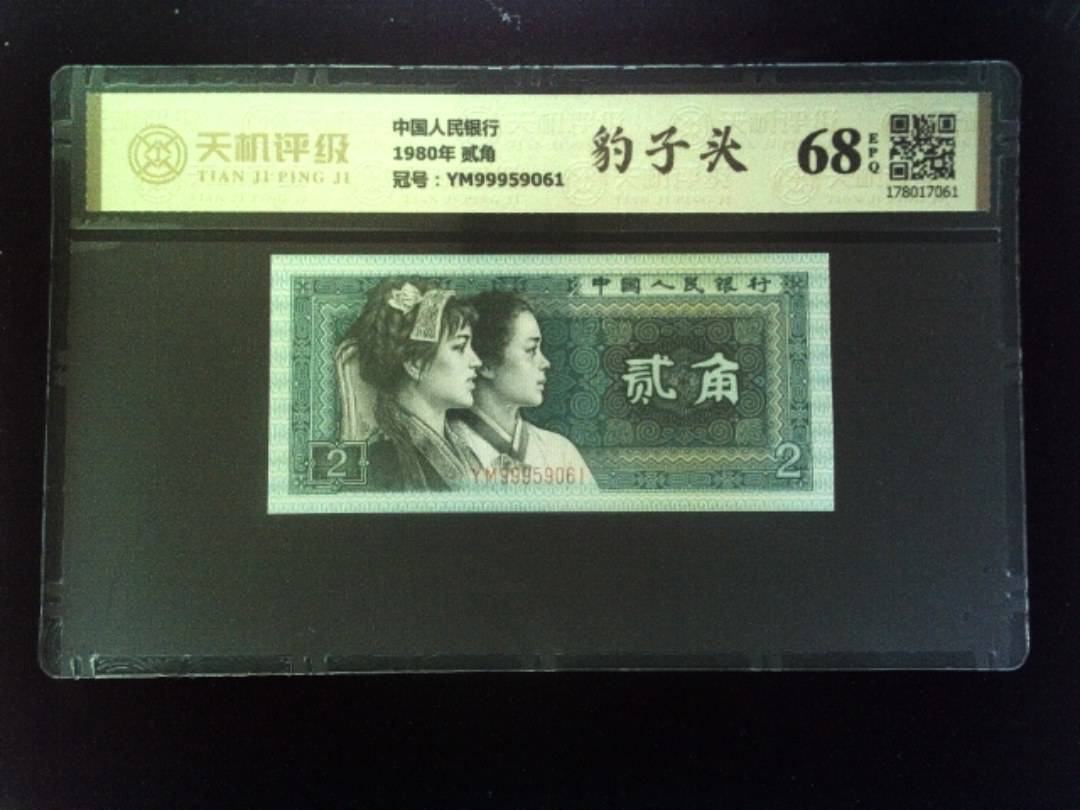 天机评级
TIAN JI PING JI
中国人民银行
1980年 贰角
冠号：YM99959061
豹子头
68
EPQ
178017061
中國人民銀行
贰角
2
2
YM99959061